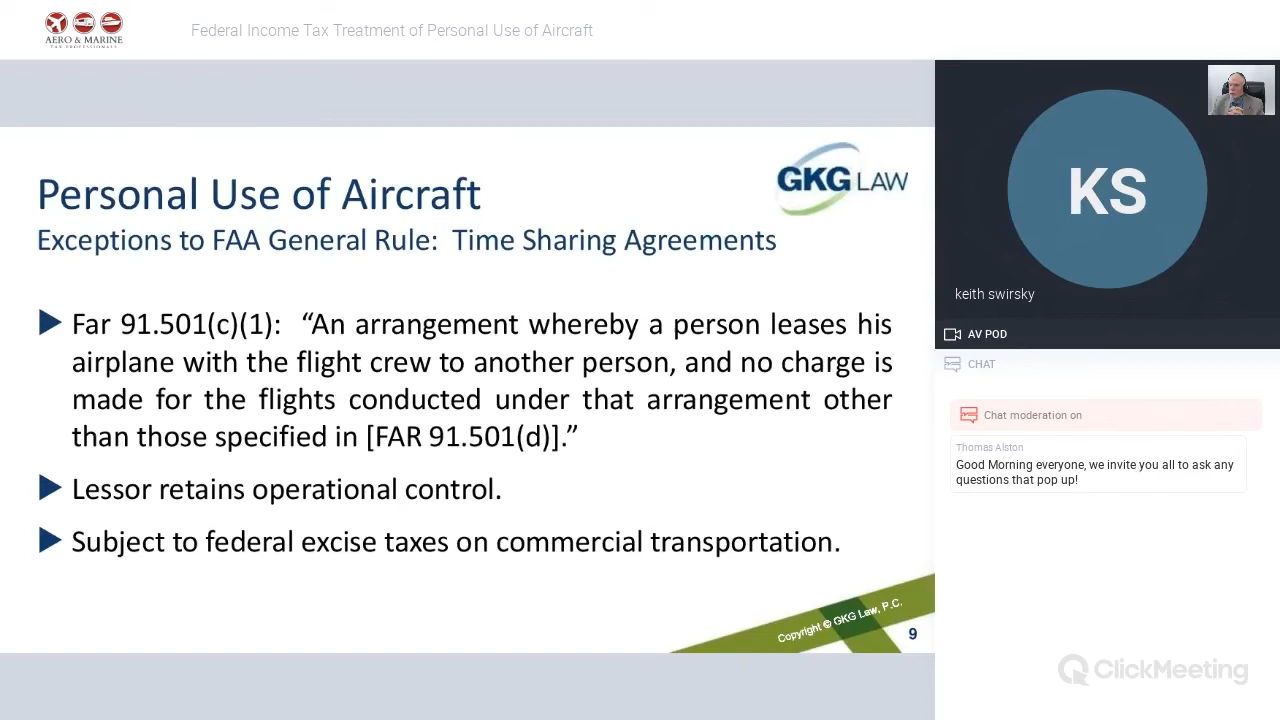 AERO & MARINE
TAX PROFESSIONALS
Federal Income Tax Treatment of Personal Use of Aircraft
GKG LAW
Personal Use of Aircraft
Exceptions to FAA General Rule: Time Sharing Agreements
Far 91.501(c)(1): “An arrangement whereby a person leases his
airplane with the flight crew to another person, and no charge is
made for the flights conducted under that arrangement other
than those specified in [FAR 91.501(d)].”
Lessor retains operational control.
Subject to federal excise taxes on commercial transportation.
Copyright © GKG Law, P.C.
9
KS
keith swirsky
AV POD
CHAT
Chat moderation on
Thomas Alston
Good Morning everyone, we invite you all to ask any
questions that pop up!
ClickMeeting